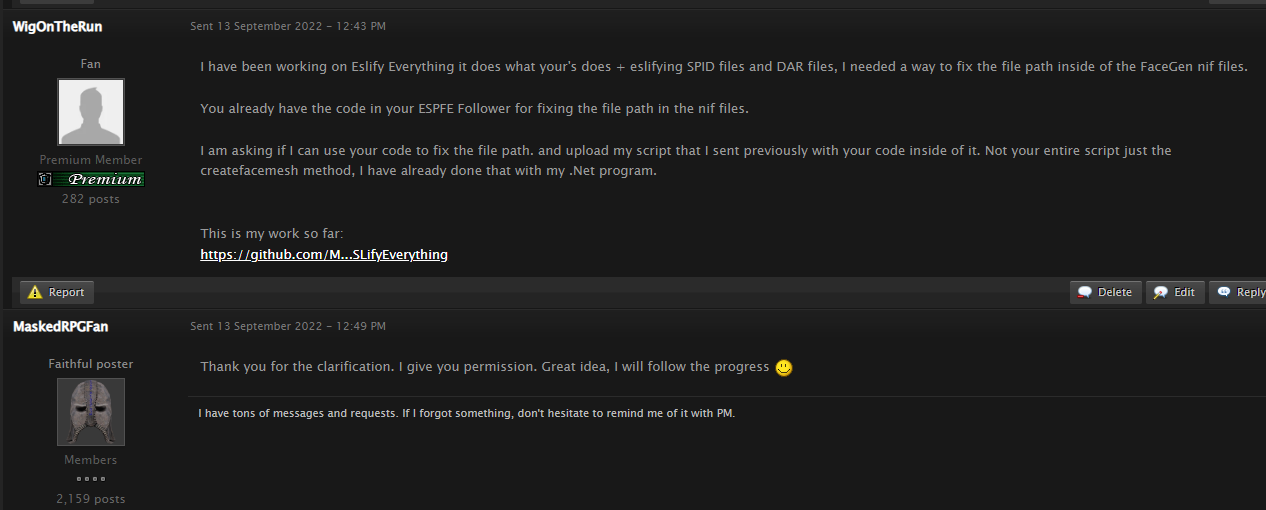 WigOnTheRun
Sent 13 September 2022 - 12:43 PM
Fan
Premium Member
Premium
282 posts
I have been working on Eslify Everything it does what your's does + eslifying SPID files and DAR files, I needed a way to fix the file path inside of the FaceGen nif files.
You already have the code in your ESPFE Follower for fixing the file path in the nif files.
I am asking if I can use your code to fix the file path. and upload my script that I sent previously with your code inside of it. Not your entire script just the
createfacemesh method, I have already done that with my .Net program.
This is my work so far:
https://github.com/M...SLifyEverything
Report
Delete
Edit
Reply
MaskedRPGFan
Sent 13 September 2022 - 12:49 PM
Faithful poster
Members
2,159 posts
Thank you for the clarification. I give you permission. Great idea, I will follow the progress
I have tons of messages and requests. If I forgot something, don't hesitate to remind me of it with PM.